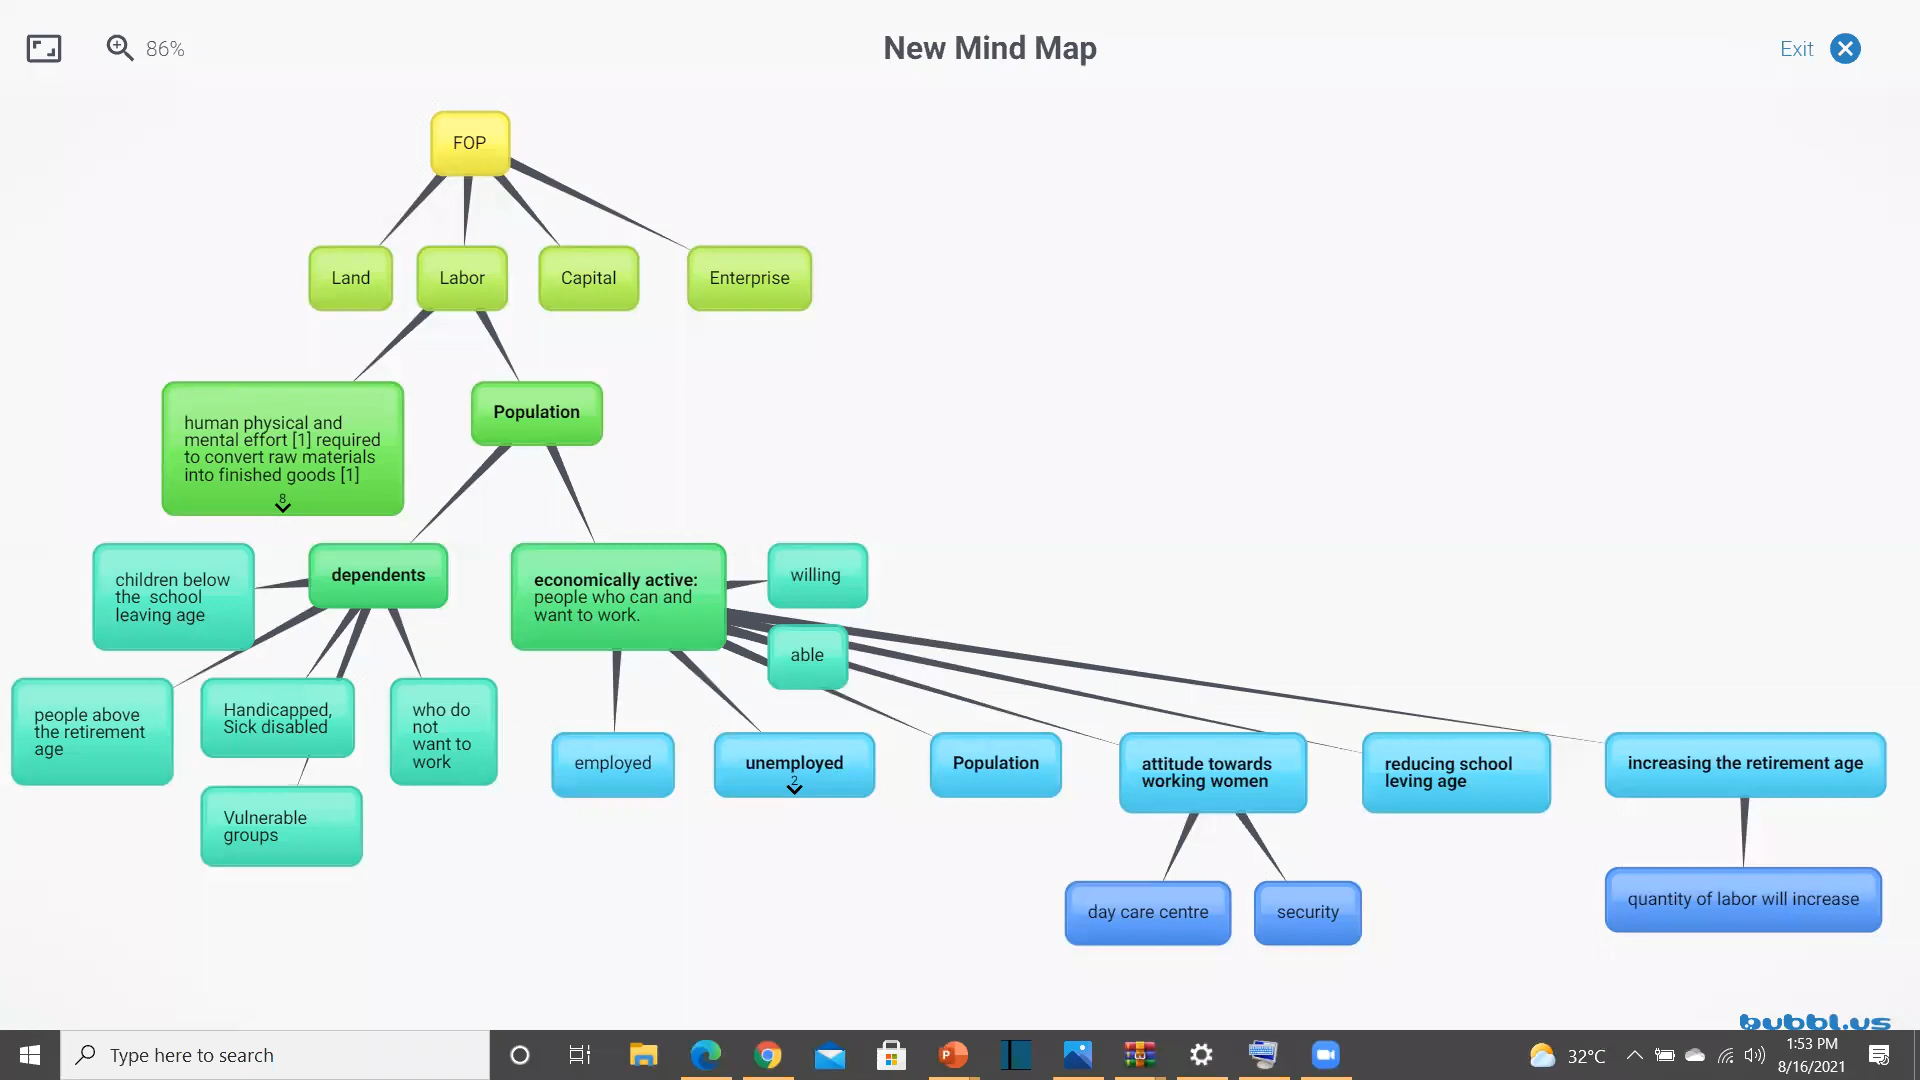 86%
New Mind Map
Exit
FOP
Land
Labor
Capital
Enterprise
human physical and
mental effort [1] required
to convert raw materials
into finished goods [1]
8
Population
children below
the school
leaving age
dependents
economically active:
people who can and
want to work.
willing
able
people above
the retirement
age
Handicapped,
Sick disabled
who do
not
want to
work
Vulnerable
groups
employed
unemployed
2
Population
attitude towards
working women
reducing school
leving age
increasing the retirement age
day care centre
security
quantity of labor will increase
bubbl.us
Type here to search
32°C
1:53 PM
8/16/2021